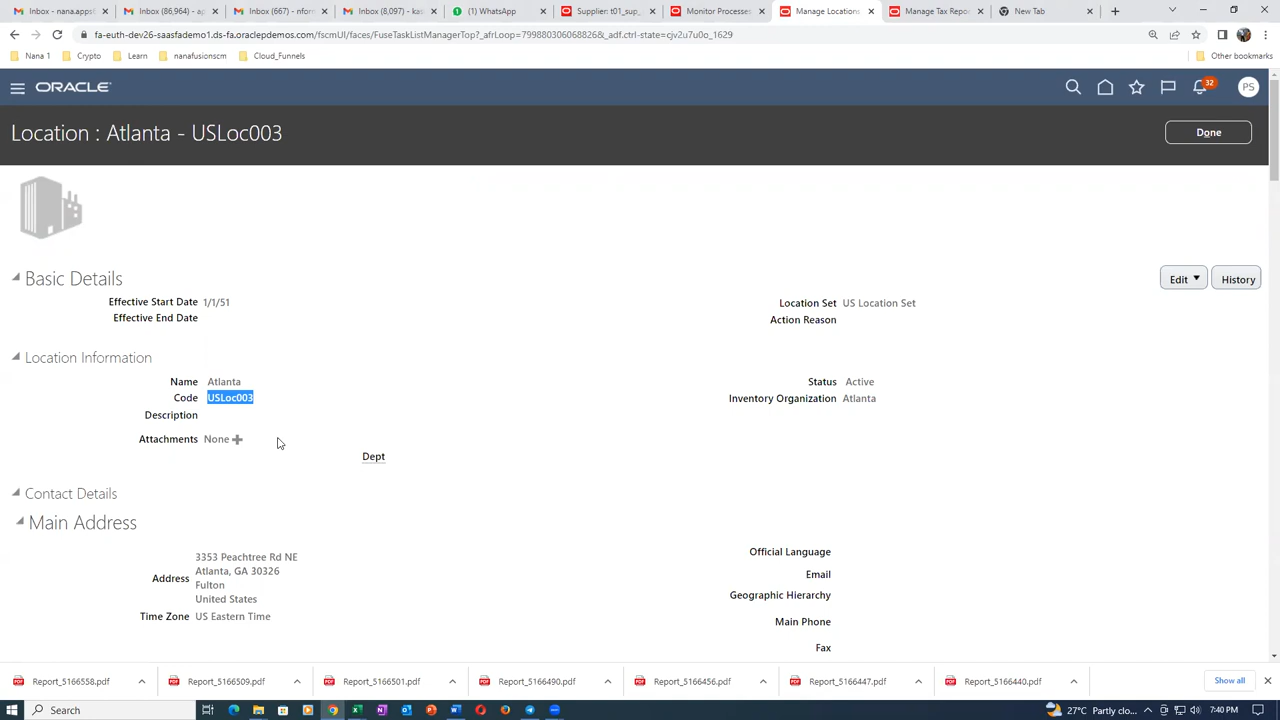 Inbox - nana.apps8
Inbox (86,964) - ap
Inbox (667) - nfor
Inbox (8,097) - ka
(1) WhatsApp
Supplier: t01_sup
Monitor Processes
Manage Locations
Manage Tax Repo
New Tab
fa-euth-dev26-saasfademo1.ds-fa.oraclepdemos.com/fscmUI/faces/FuseTaskListManagerTop?_afrLoop=7998803060688268&_adf.ctrl-state=cjv2u7u0o_1629
Nana 1
Crypto
Learn
nanafusionscm
Cloud_Funnels
Other bookmarks
ORACLE
32
PS
Location : Atlanta - USLoc003
Done
Basic Details
Edit
History
Effective Start Date 1/1/51
Location Set US Location Set
Effective End Date
Action Reason
Location Information
Name Atlanta
Status Active
Code USLoc003
Inventory Organization Atlanta
Description
Attachments None
Dept
Contact Details
Main Address
Address 3353 Peachtree Rd NE
Atlanta, GA 30326
Fulton
United States
Time Zone US Eastern Time
Official Language
Email
Geographic Hierarchy
Main Phone
Fax
Report_5166558.pdf
Report_5166509.pdf
Report_5166501.pdf
Report_5166490.pdf
Report_5166456.pdf
Report_5166447.pdf
Report_5166440.pdf
Show all
Search
27°C Partly clo...
7:40 PM